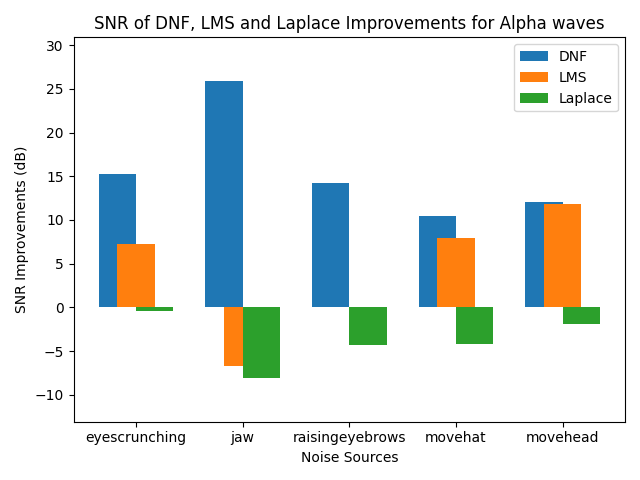 SNR of DNF, LMS and Laplace Improvements for Alpha waves
SNR Improvements (dB)
30
25
20
15
10
5
0
−5
−10
DNF
LMS
Laplace
eyescrunching jaw raisingeyebrows movehat movehead
Noise Sources